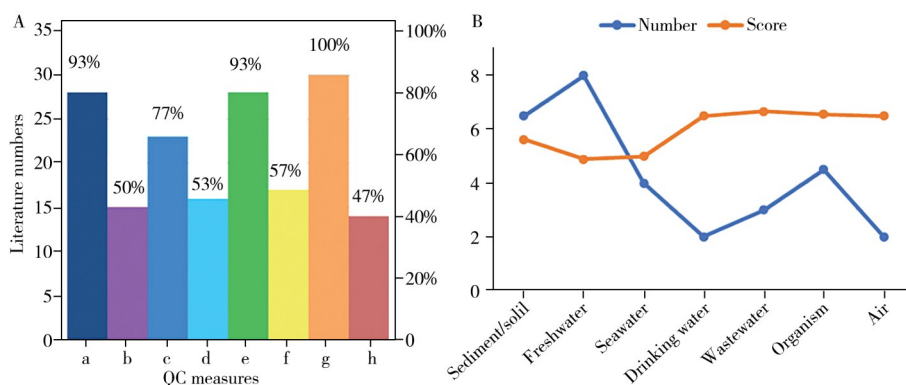 A
Literature numbers
35
30
25
20
15
10
5
0
100%
80%
60%
40%
20%
0
93%
50%
77%
53%
93%
57%
100%
47%
a b c d e f g h
QC measures
B
Number Score
8
6
4
2
0
Sediment/solil
Freshwater
Seawater
Drinking water
Wastewater
Organism
Air